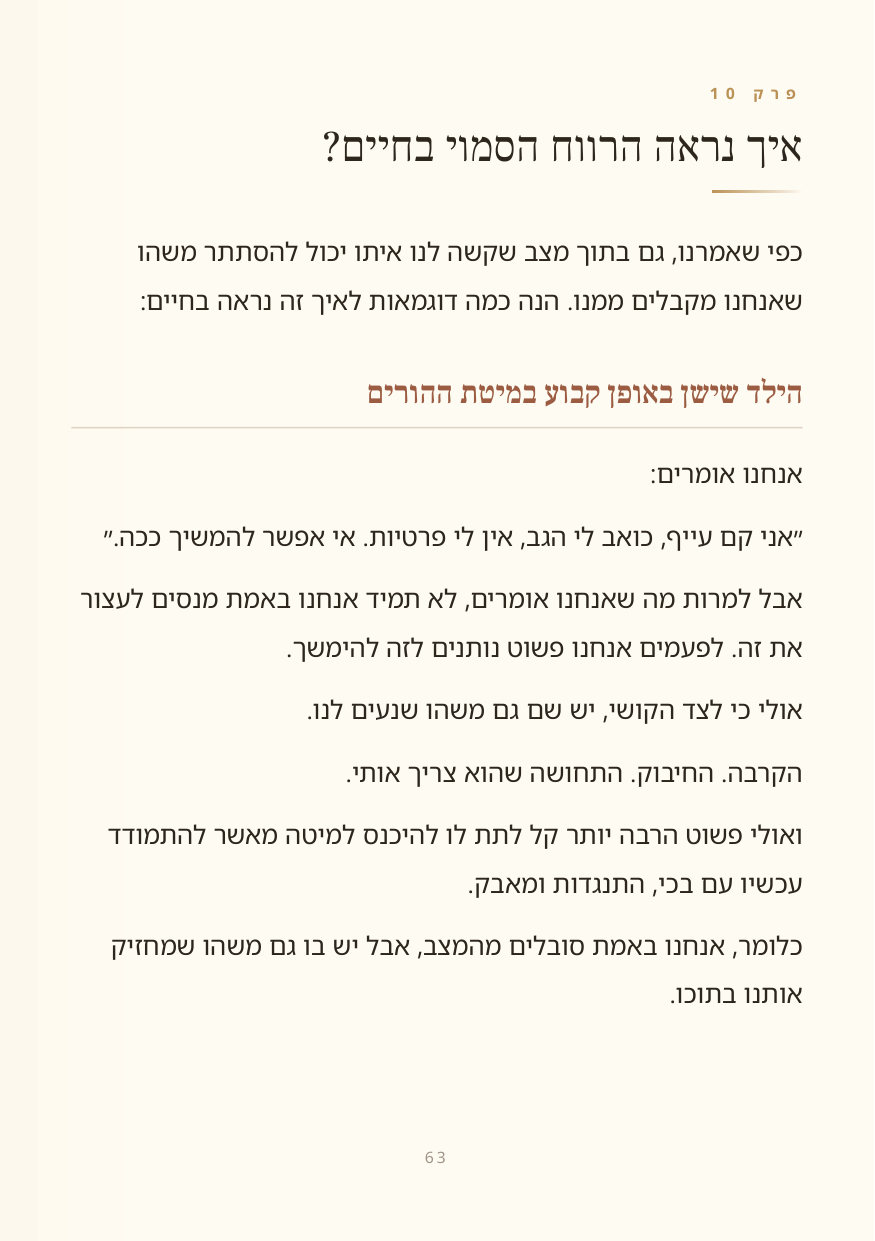 פרק 10
איך נראה הרווח הסמוי בחיים?
כפי שאמרנו, גם בתוך מצב שקשה לנו איתו יכול להסתתר משהו
שאנחנו מקבלים ממנו. הנה כמה דוגמאות לאיך זה נראה בחיים:
הילד שישן באופן קבוע במיטת ההורים
אנחנו אומרים:
״אני קם עייף, כואב לי הגב, אין לי פרטיות. אי אפשר להמשיך ככה.״
אבל למרות מה שאנחנו אומרים, לא תמיד אנחנו באמת מנסים לעצור
את זה. לפעמים אנחנו פשוט נותנים לזה להימשך.
אולי כי לצד הקושי, יש שם גם משהו שנעים לנו.
הקרבה. החיבוק. התחושה שהוא צריך אותי.
ואולי פשוט הרבה יותר קל לתת לו להיכנס למיטה מאשר להתמודד
עכשיו עם בכי, התנגדות ומאבק.
כלומר, אנחנו באמת סובלים מהמצב, אבל יש בו גם משהו שמחזיק
אותנו בתוכו.
63